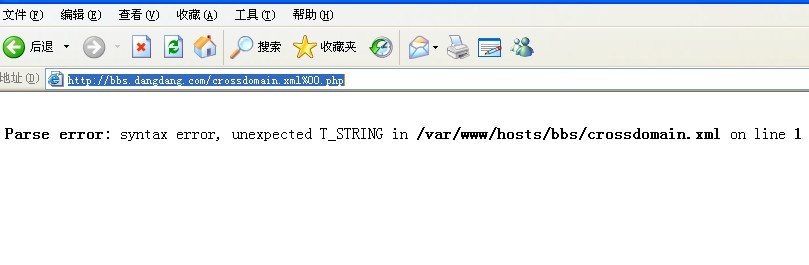 文件(F) 编辑(E) 查看(V) 收藏(A) 工具(T) 帮助(H)
后退 搜索 收藏夹
地址(D) http://bbs.dangdang.com/crossdomain.xml%00.php
Parse error: syntax error, unexpected T_STRING in /var/www/hosts/bbs/crossdomain.xml on line 1